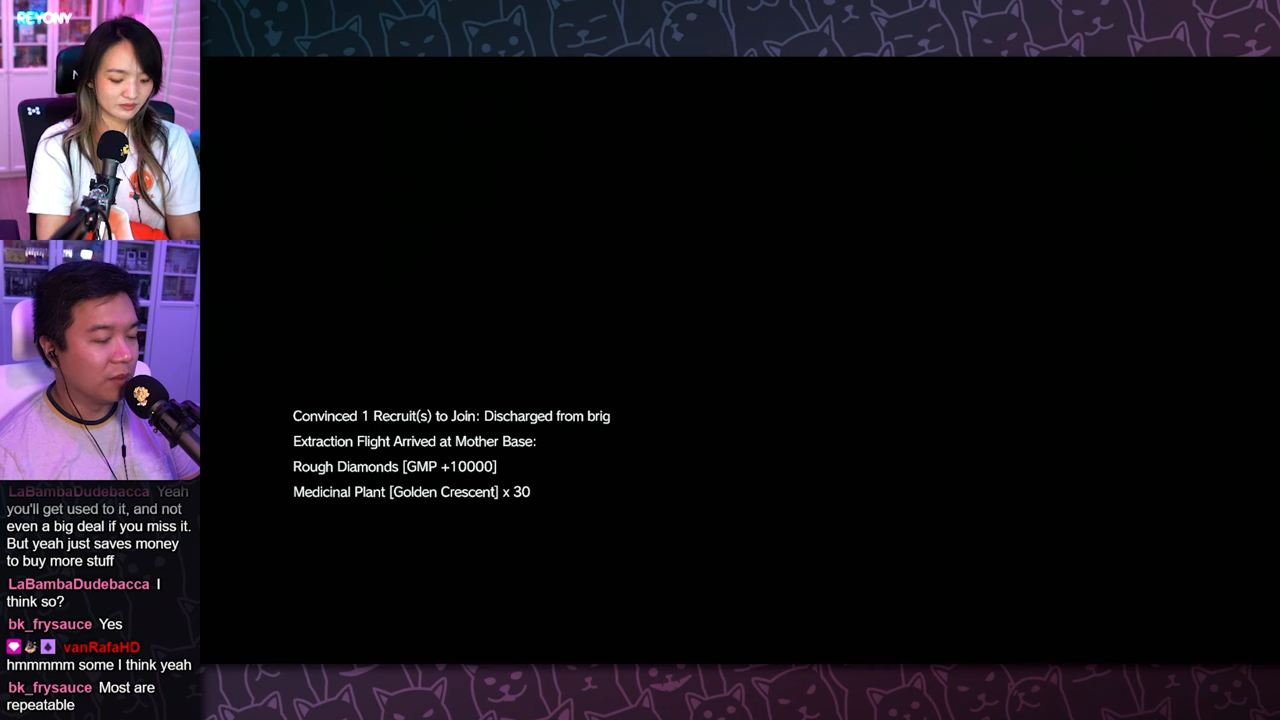 REYONY
N
LaBambaDudebacca Yeah
you'll get used to it, and not
even a big deal if you miss it.
But yeah just saves money
to buy more stuff
LaBambaDudebacca I
think so?
bk_frysauce Yes
vanRafaHD
hmmmmm some I think yeah
bk_frysauce Most are
repeatable
Convinced 1 Recruit(s) to Join: Discharged from brig
Extraction Flight Arrived at Mother Base:
Rough Diamonds [GMP +10000]
Medicinal Plant [Golden Crescent] x 30